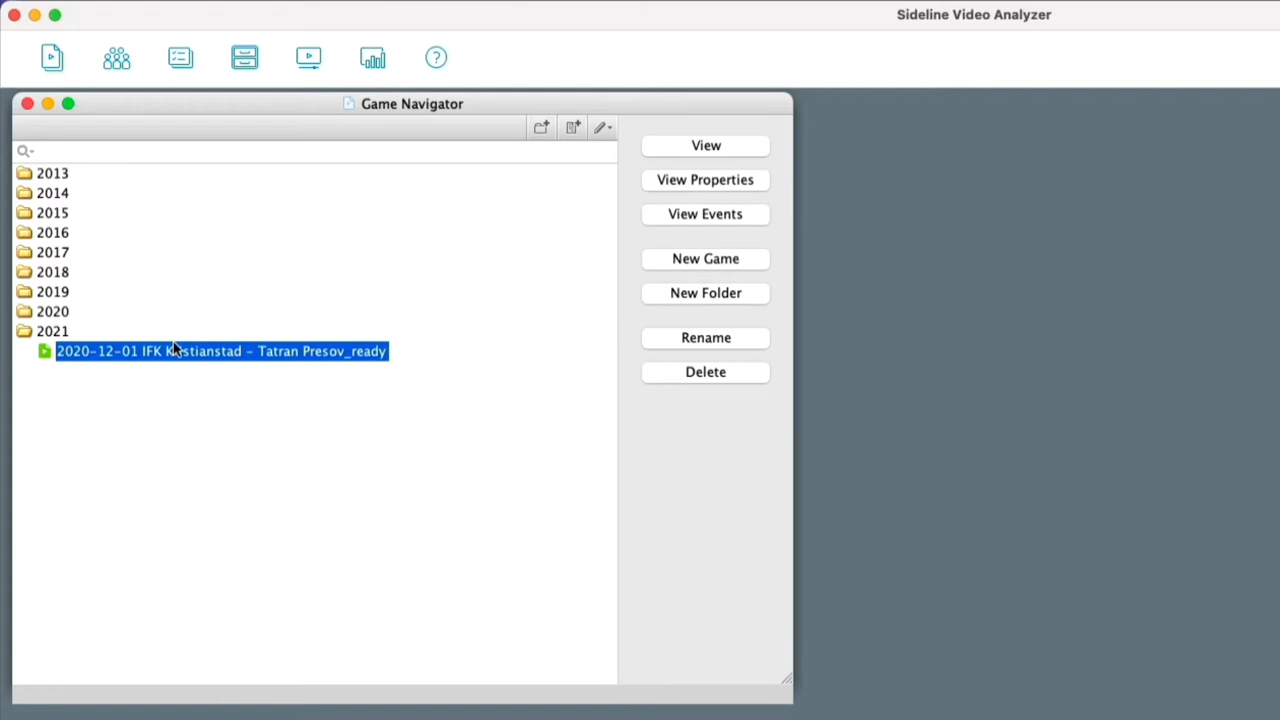 Sideline Video Analyzer
Game Navigator
View
2013
View Properties
2014
View Events
2015
2016
2017
New Game
2018
2019
New Folder
2020
2021
Rename
2020-12-01 IFK Kristianstad - Tatran Presov_ready
Delete